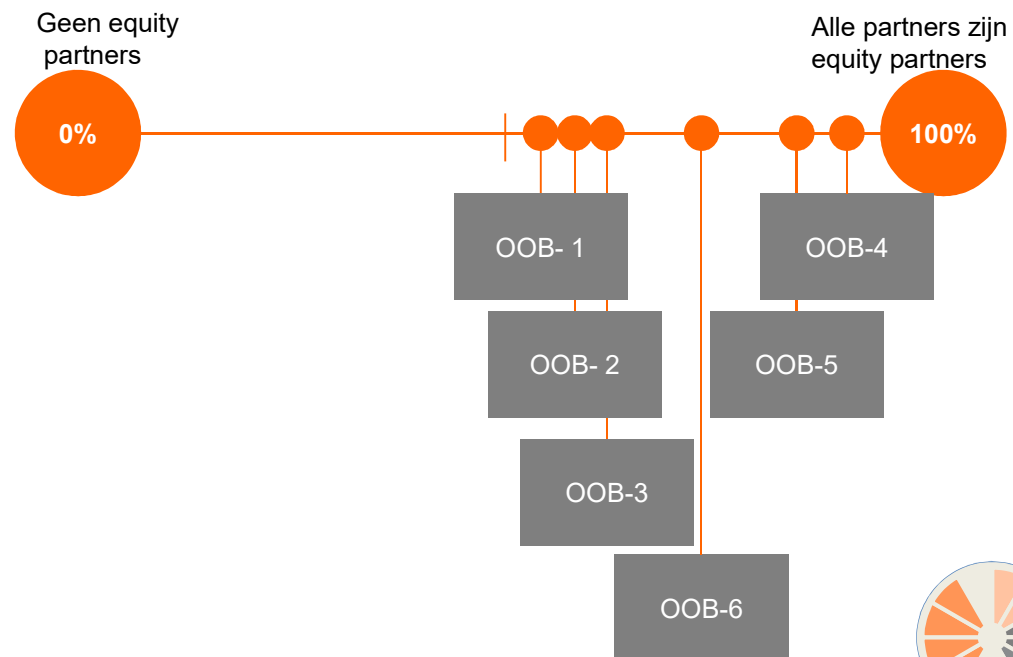 Geen equity
partners
Alle partners zijn
equity partners
0%
100%
OOB- 1
OOB-4
OOB- 2
OOB-5
OOB-3
OOB-6